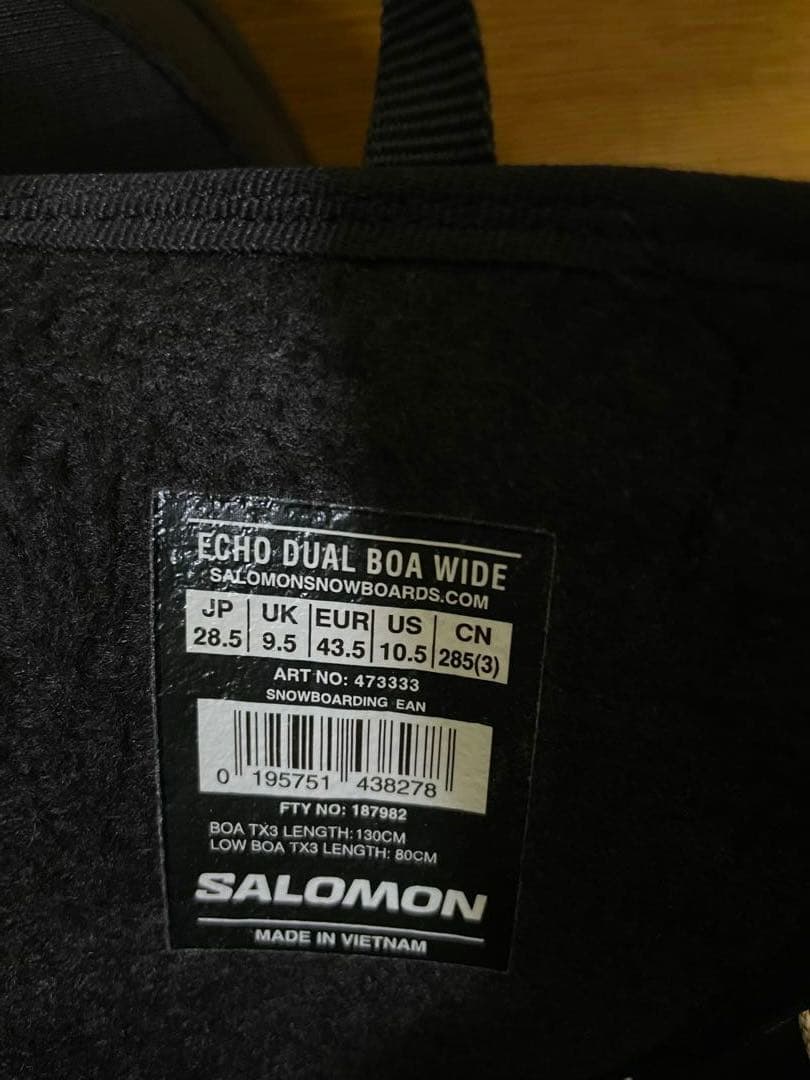 ECHO DUAL BOA WIDE
SALOMONSNOWBOARDS.COM
JP UK EUR US CN
28.5 9.5 43.5 10.5 285(3)
ART NO: 473333
SNOWBOARDING EAN
0 195751 438278
FTY NO: 187982
BOA TX3 LENGTH:130CM
LOW BOA TX3 LENGTH: 80CM
SALOMON
MADE IN VIETNAM